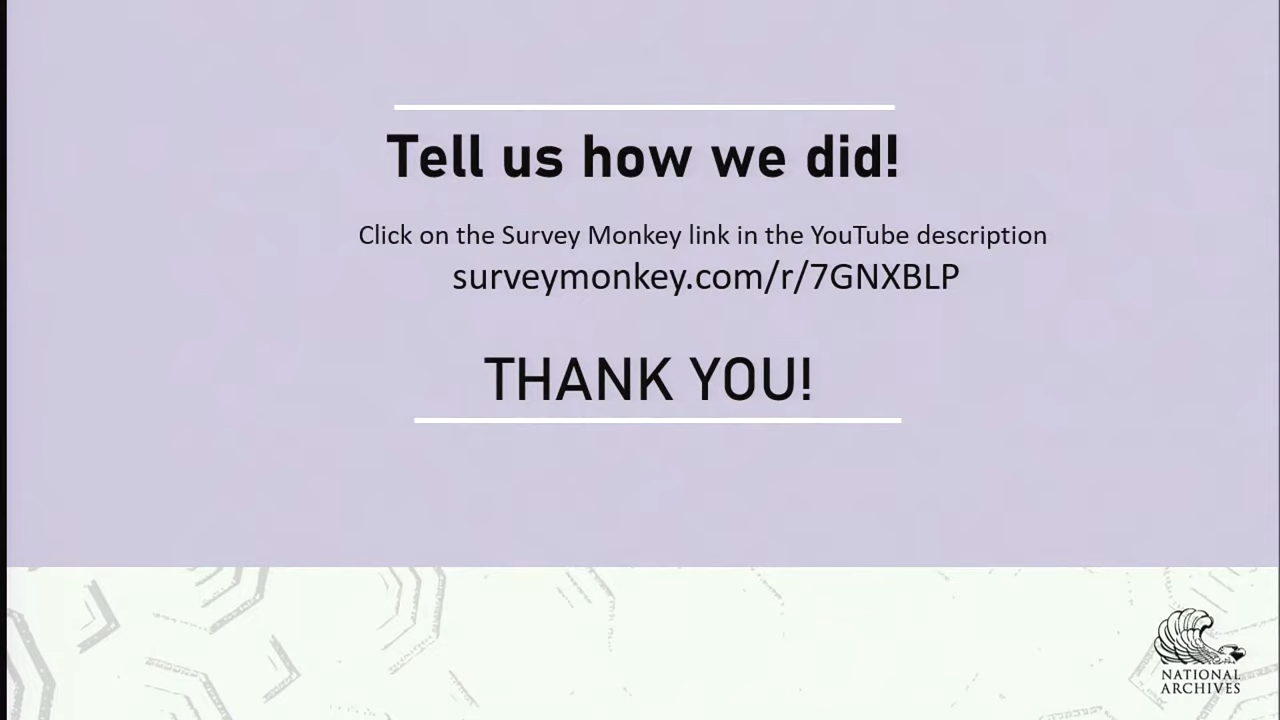 Tell us how we did!
Click on the Survey Monkey link in the YouTube description
surveymonkey.com/r/7GNXBLP
THANK YOU!
NATIONAL
ARCHIVES